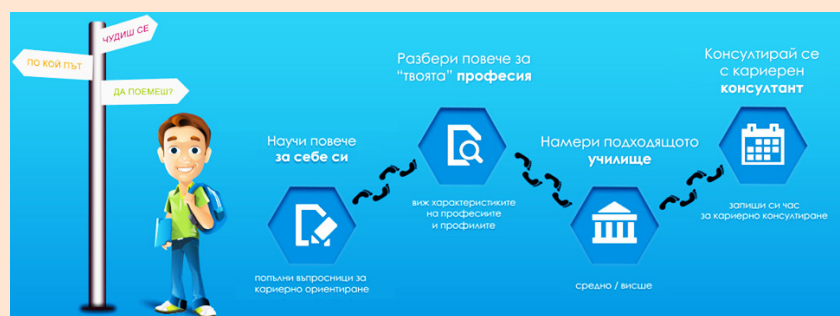 ЧУДИШ СЕ
ПО КОЙ ПЪТ
ДА ПОЕМЕШ?
Научи повече
за себе си
попълни въпросници за
кариерно ориентиране
Разбери повече за
"твоята" професия
виж характеристиките
на професиите
и профилите
Намери подходящото
училище
средно / висше
Консултирай се
с кариерен
консултант
запиши си час
за кариерно консултиране